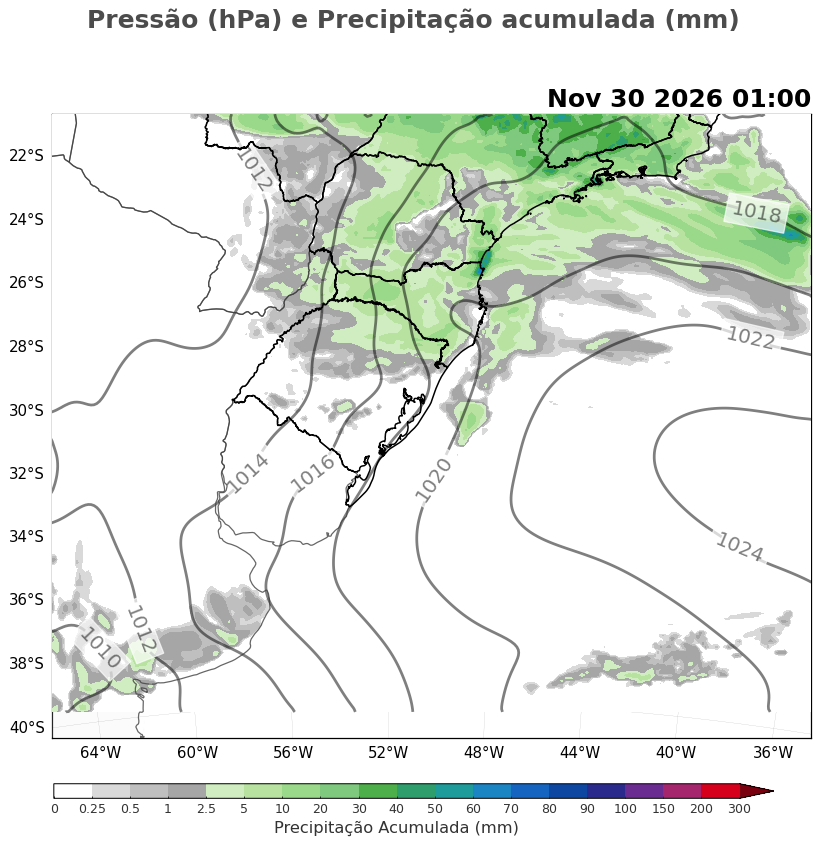 Pressão (hPa) e Precipitação acumulada (mm)
Nov 30 2026 01:00
22°S
24°S
26°S
28°S
30°S
32°S
34°S
36°S
38°S
40°S
1012
1018
1022
1014
1016
1020
1024
1012
1010
64°W 60°W 56°W 52°W 48°W 44°W 40°W 36°W
0 0.25 0.5 1 2.5 5 10 20 30 40 50 60 70 80 90 100 150 200 300
Precipitação Acumulada (mm)